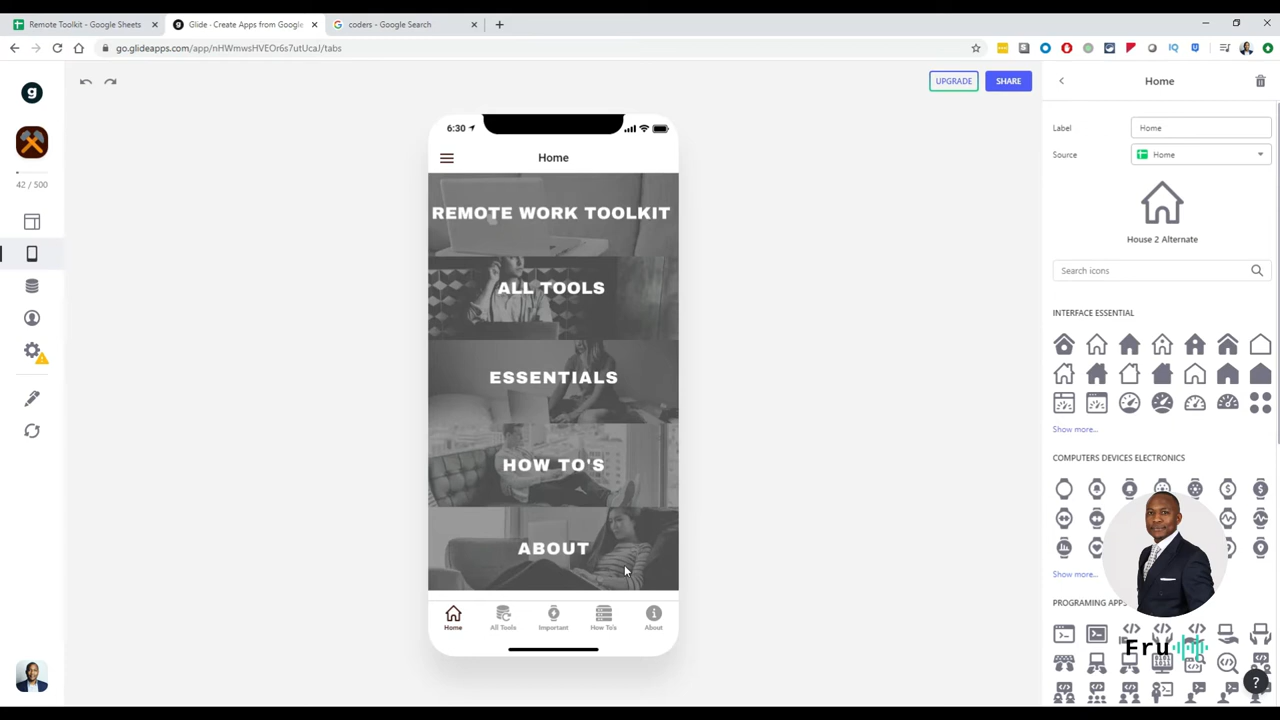 Remote Toolkit - Google Sheets
Glide - Create Apps from Google
coders - Google Search
go.glideapps.com/app/nHWmwsHVEOr6s7utUcaJ/tabs
UPGRADE
SHARE
Home
Label
Home
Source
Home
House 2 Alternate
Search icons
INTERFACE ESSENTIAL
Show more...
COMPUTERS DEVICES ELECTRONICS
Show more...
PROGRAMING APPS
42 / 500
6:30
Home
REMOTE WORK TOOLKIT
ALL TOOLS
ESSENTIALS
HOW TO'S
ABOUT
Home
All Tools
Important
How To's
About
Eru